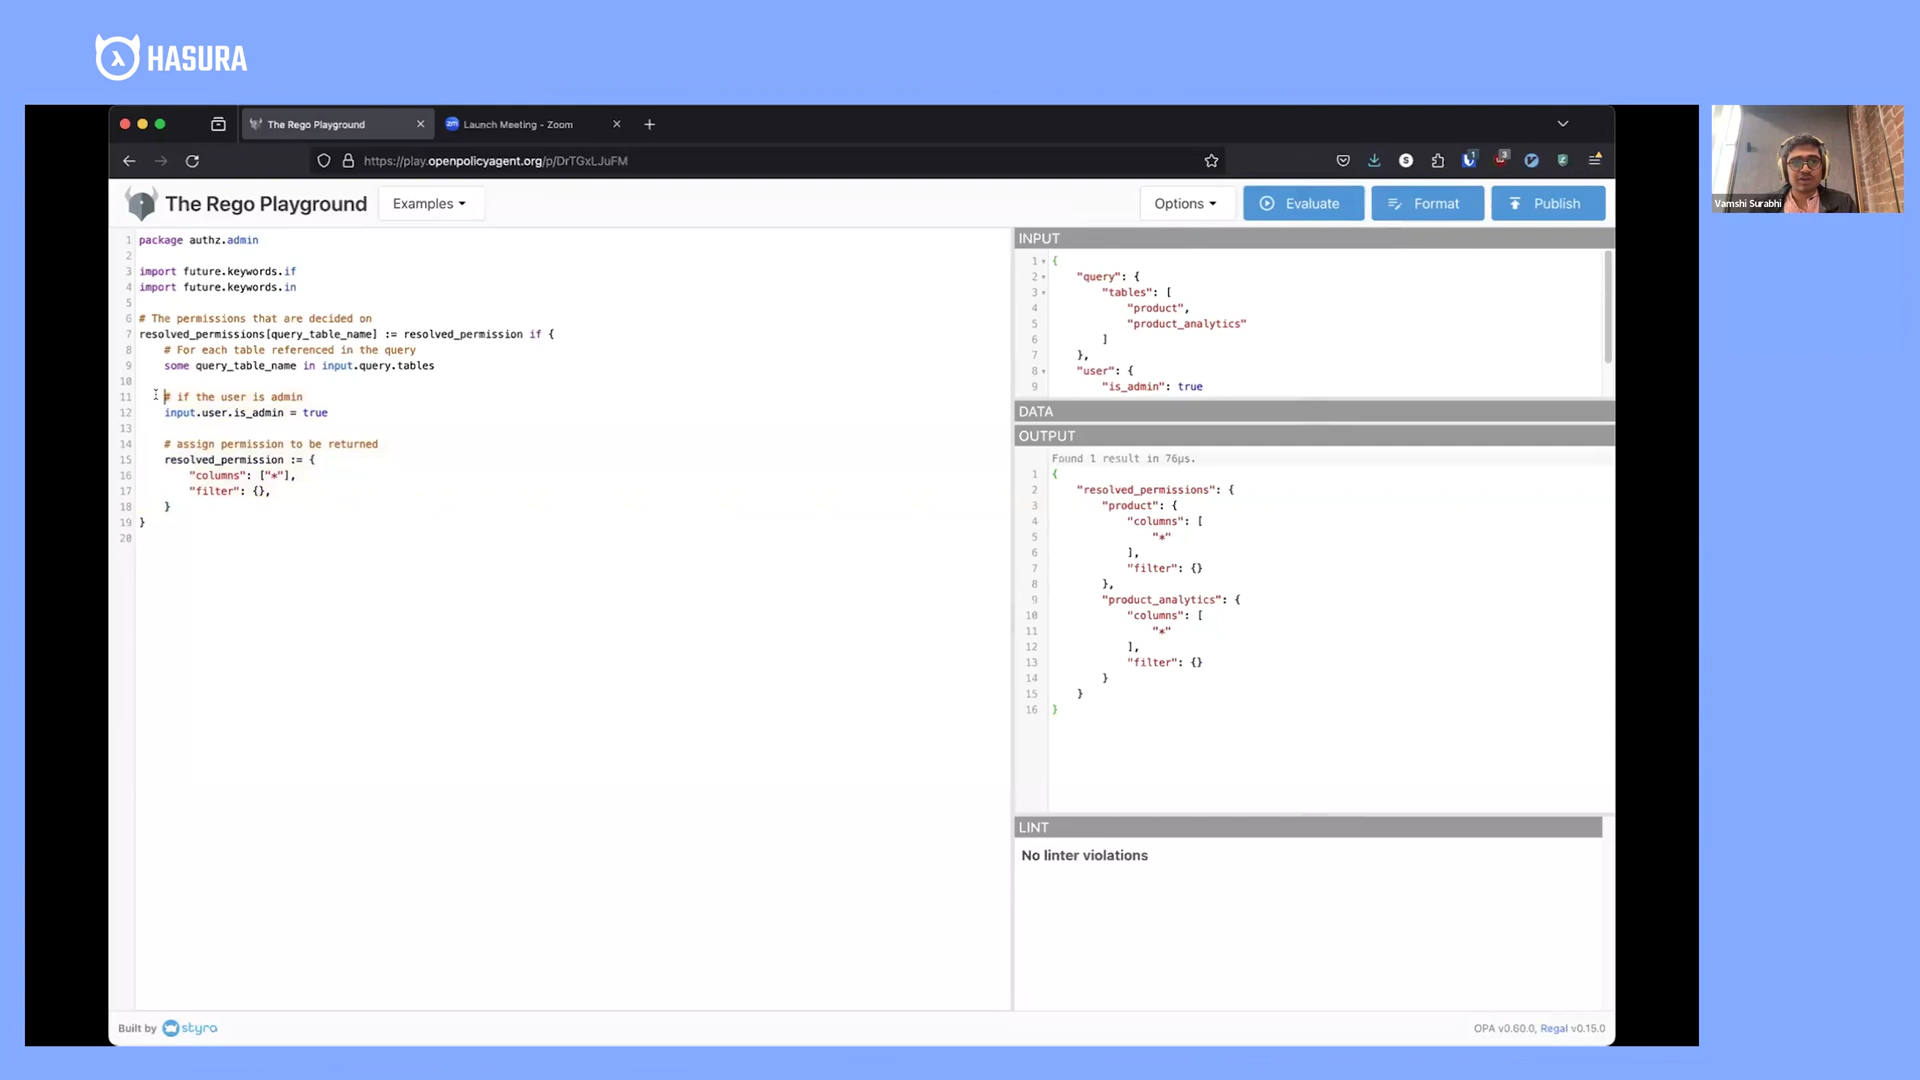 HASURA
The Rego Playground
Launch Meeting - Zoom
https://play.openpolicyagent.org/p/DrTGxLJuFM
1
3
Vamshi Surabhi
The Rego Playground
Examples
Options
Evaluate
Format
Publish
1 package authz.admin
2
3 import future.keywords.if
4 import future.keywords.in
5
6 # The permissions that are decided on
7 resolved_permissions[query_table_name] := resolved_permission if {
8 # For each table referenced in the query
9 some query_table_name in input.query.tables
10
11 # if the user is admin
12 input.user.is_admin = true
13
14 # assign permission to be returned
15 resolved_permission := {
16 "columns": ["*"],
17 "filter": {},
18 }
19 }
20
INPUT
1 {
2 "query": {
3 "tables": [
4 "product",
5 "product_analytics"
6 ]
7 },
8 "user": {
9 "is_admin": true
DATA
OUTPUT
Found 1 result in 76µs.
1 {
2 "resolved_permissions": {
3 "product": {
4 "columns": [
5 "*"
6 ],
7 "filter": {}
8 },
9 "product_analytics": {
10 "columns": [
11 "*"
12 ],
13 "filter": {}
14 }
15 }
16 }
LINT
No linter violations
Built by styra
OPA v0.60.0, Regal v0.15.0